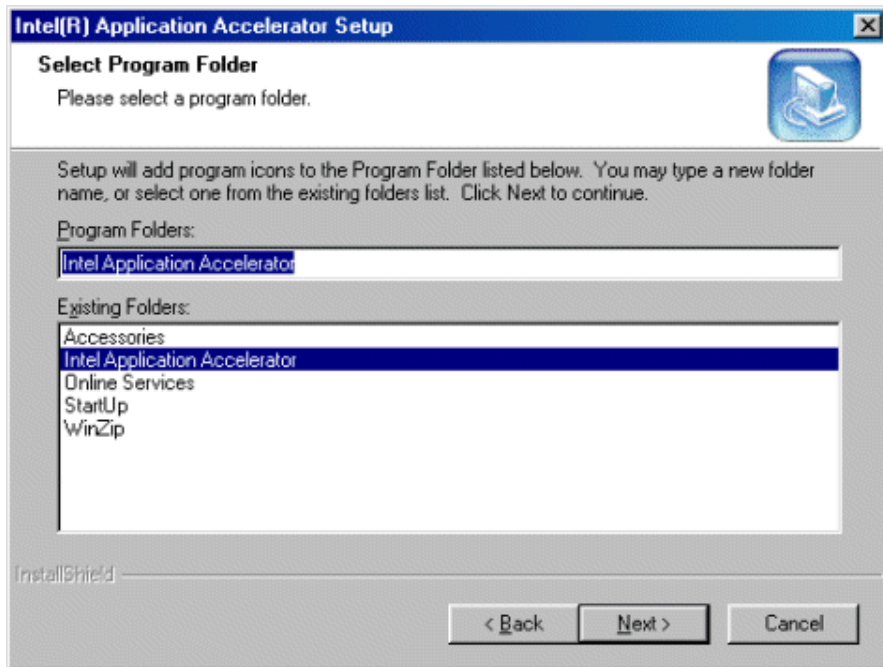 Intel(R) Application Accelerator Setup
Select Program Folder
Please select a program folder.
Setup will add program icons to the Program Folder listed below.  You may type a new folder
name, or select one from the existing folders list.  Click Next to continue.
Program Folders:
Intel Application Accelerator
Existing Folders:
Accessories
Intel Application Accelerator
Online Services
StartUp
WinZip
InstallShield
< Back
Next >
Cancel